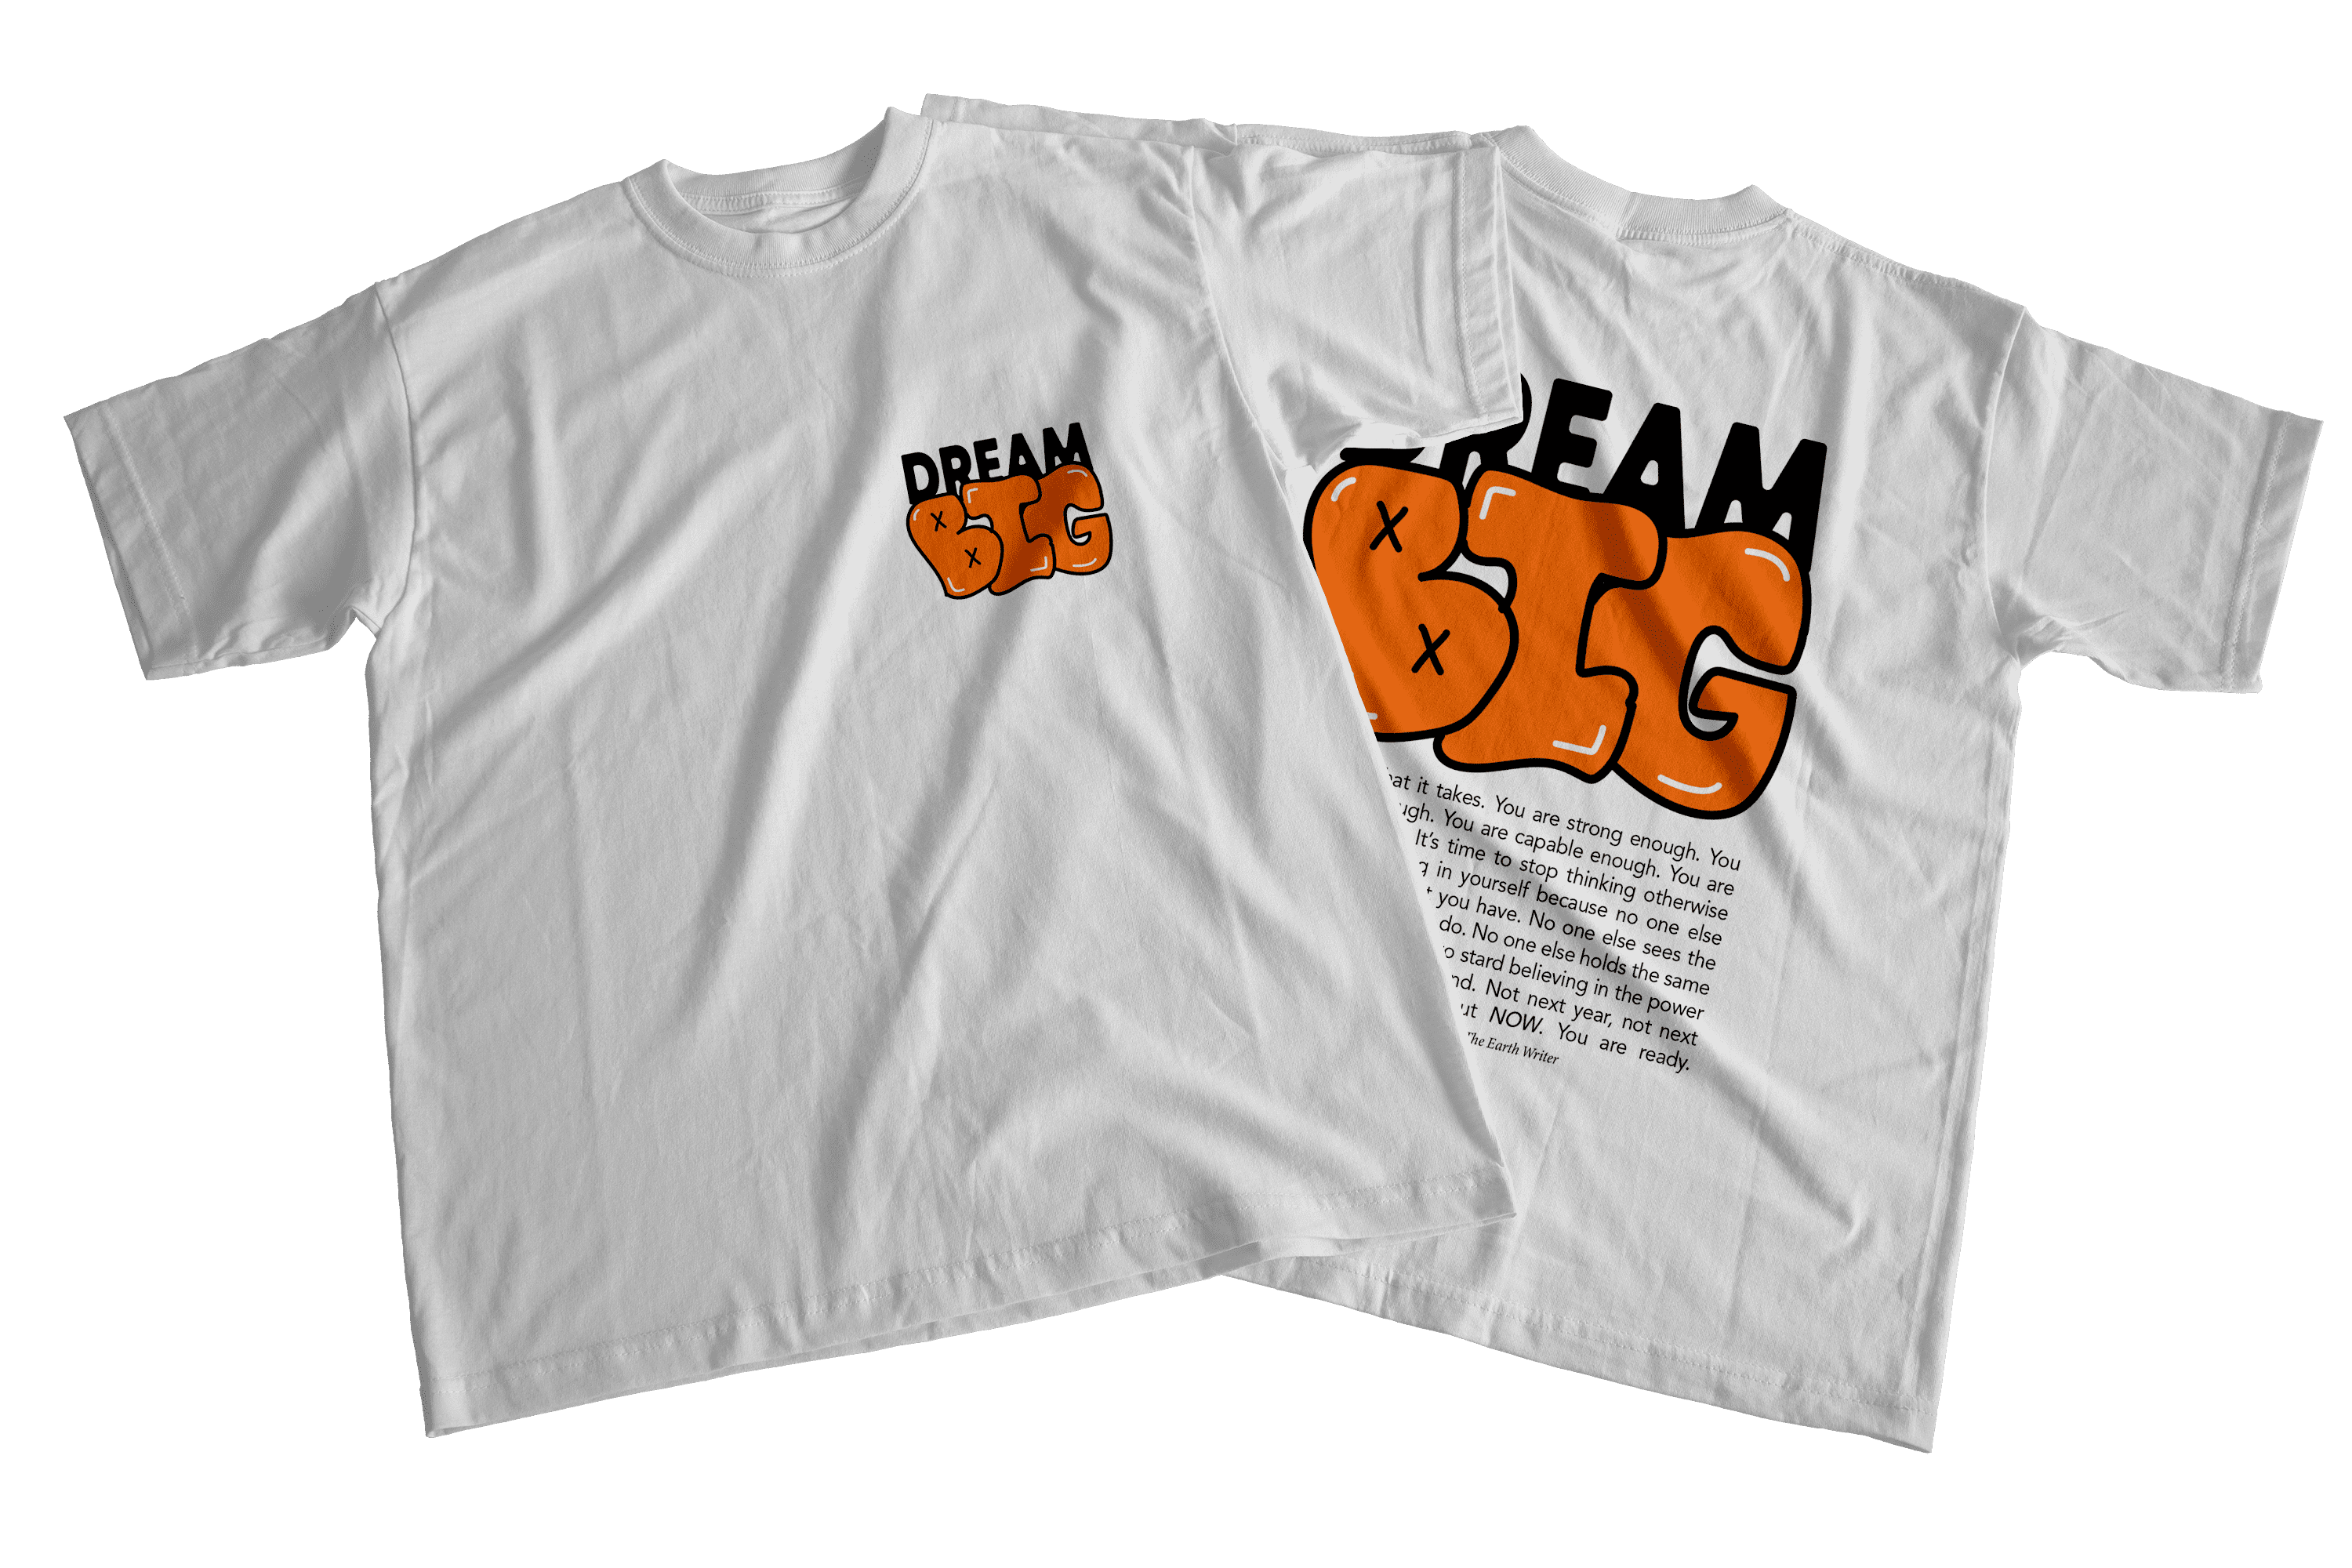 DREAM
BIG
DREAM
BIG
hat it takes. You are strong enough. You
ugh. You are capable enough. You are
It's time to stop thinking otherwise
g in yourself because no one else
you have. No one else sees the
do. No one else holds the same
o stard believing in the power
nd. Not next year, not next
ut NOW. You are ready.
The Earth Writer